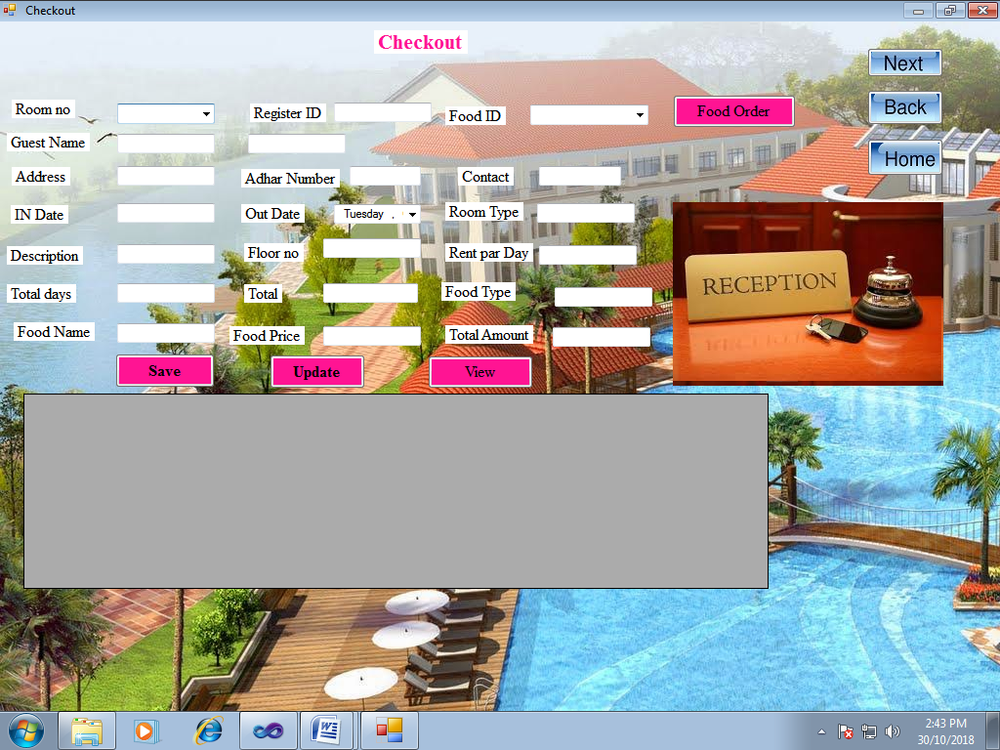 Checkout
Checkout
Next
Room no
Register ID
Food ID
Food Order
Back
Guest Name
Home
Address
Adhar Number
Contact
IN Date
Out Date
Tuesday ,
Room Type
Description
Floor no
Rent par Day
RECEPTION
Total days
Total
Food Type
Food Name
Food Price
Total Amount
Save
Update
View
2:43 PM
30/10/2018